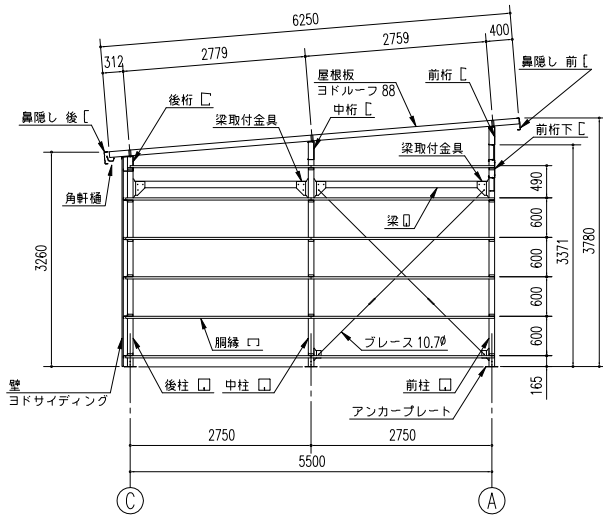 6250
312
2779
2759
400
鼻隠し 前
屋根板
ヨドルーフ 88
前桁
後桁
中桁
鼻隠し 後
梁取付金具
梁取付金具
前桁下
角軒樋
梁
490
600
600
600
600
165
3260
3371
3780
胴縁
ブレース 10.7φ
壁
ヨドサイディング
後柱
中柱
前柱
アンカープレート
2750
2750
5500
C
A